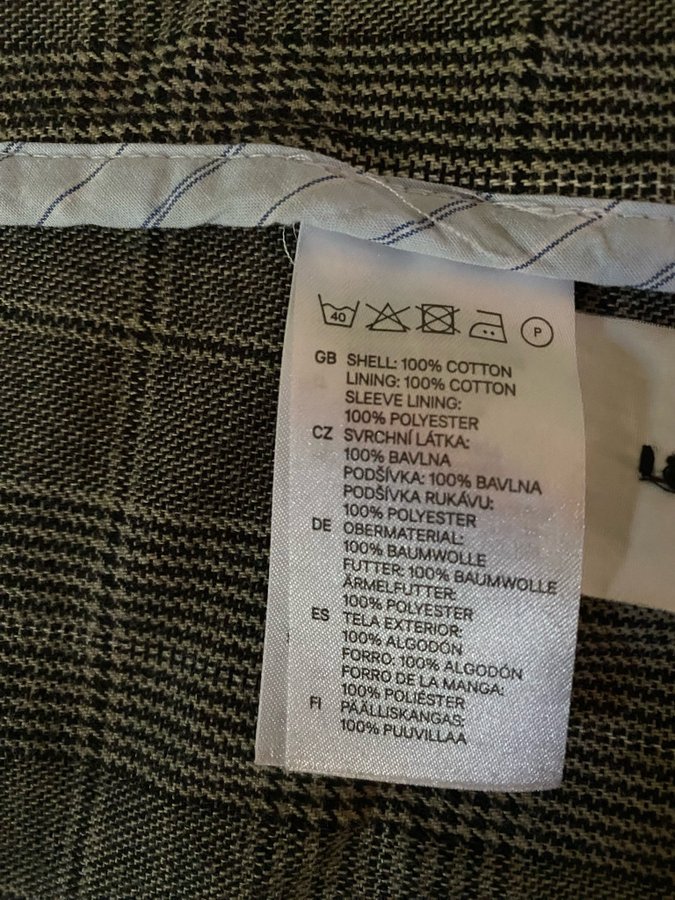 40
P
GB SHELL: 100% COTTON
LINING: 100% COTTON
SLEEVE LINING:
100% POLYESTER
CZ SVRCHNÍ LÁTKA:
100% BAVLNA
PODŠÍVKA: 100% BAVLNA
PODŠÍVKA RUKÁVU:
100% POLYESTER
DE OBERMATERIAL:
100% BAUMWOLLE
FUTTER: 100% BAUMWOLLE
ÄRMELFUTTER:
100% POLYESTER
ES TELA EXTERIOR:
100% ALGODÓN
FORRO: 100% ALGODÓN
FORRO DE LA MANGA:
100% POLIÉSTER
FI PÄÄLLISKANGAS:
100% PUUVILLAA